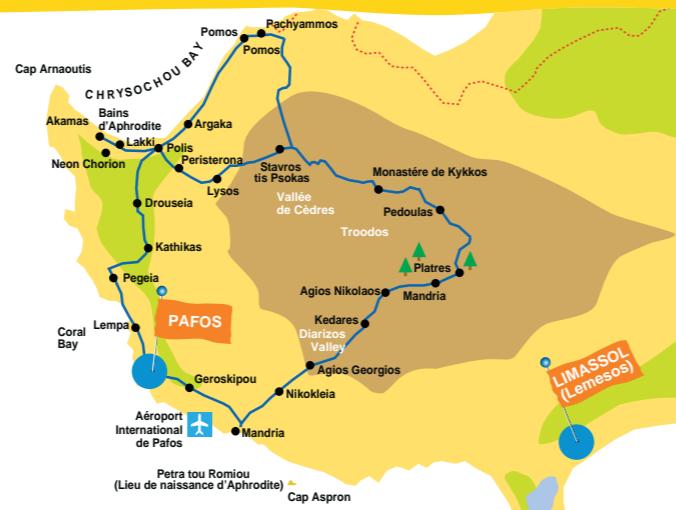 Pachyammos
Pomos
Pomos
CHRYSOCHOU BAY
Cap Arnaoutis
Akamas
Bains
d'Aphrodite
Argaka
Lakki
Polis
Neon Chorion
Peristerona
Lysos
Stavros
tis Psokas
Monastére de Kykkos
Vallée
de Cèdres
Pedoulas
Drouseia
Troodos
Kathikas
Platres
Pegeia
Agios Nikolaos
Mandria
Coral
Bay
Lempa
PAFOS
Kedares
Diarizos
Valley
LIMASSOL
(Lemesos)
Agios Georgios
Geroskipou
Nikokleia
Aéroport
International
de Pafos
Mandria
Petra tou Romiou
(Lieu de naissance d'Aphrodite)
Cap Aspron